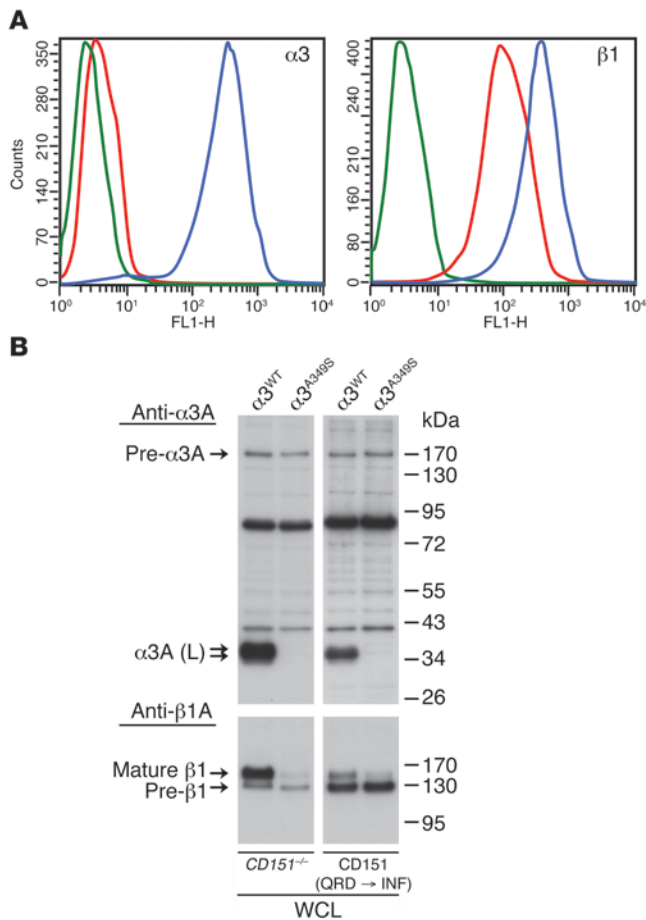 A
Counts
350
280
210
140
70
0
10⁰
10¹
10²
10³
10⁴
FL1-H
α3
400
240
210
160
80
0
10⁰
10¹
10²
10³
10⁴
FL1-H
β1
B
α3ᵂᵀ α3ᴬ³⁴⁹ˢ α3ᵂᵀ α3ᴬ³⁴⁹ˢ
Anti-α3A
kDa
Pre-α3A
170
130
95
72
55
43
α3A (L)
34
26
Anti-β1A
Mature β1
170
Pre-β1
130
95
CD151⁻/⁻ CD151
(QRD → INF)
WCL